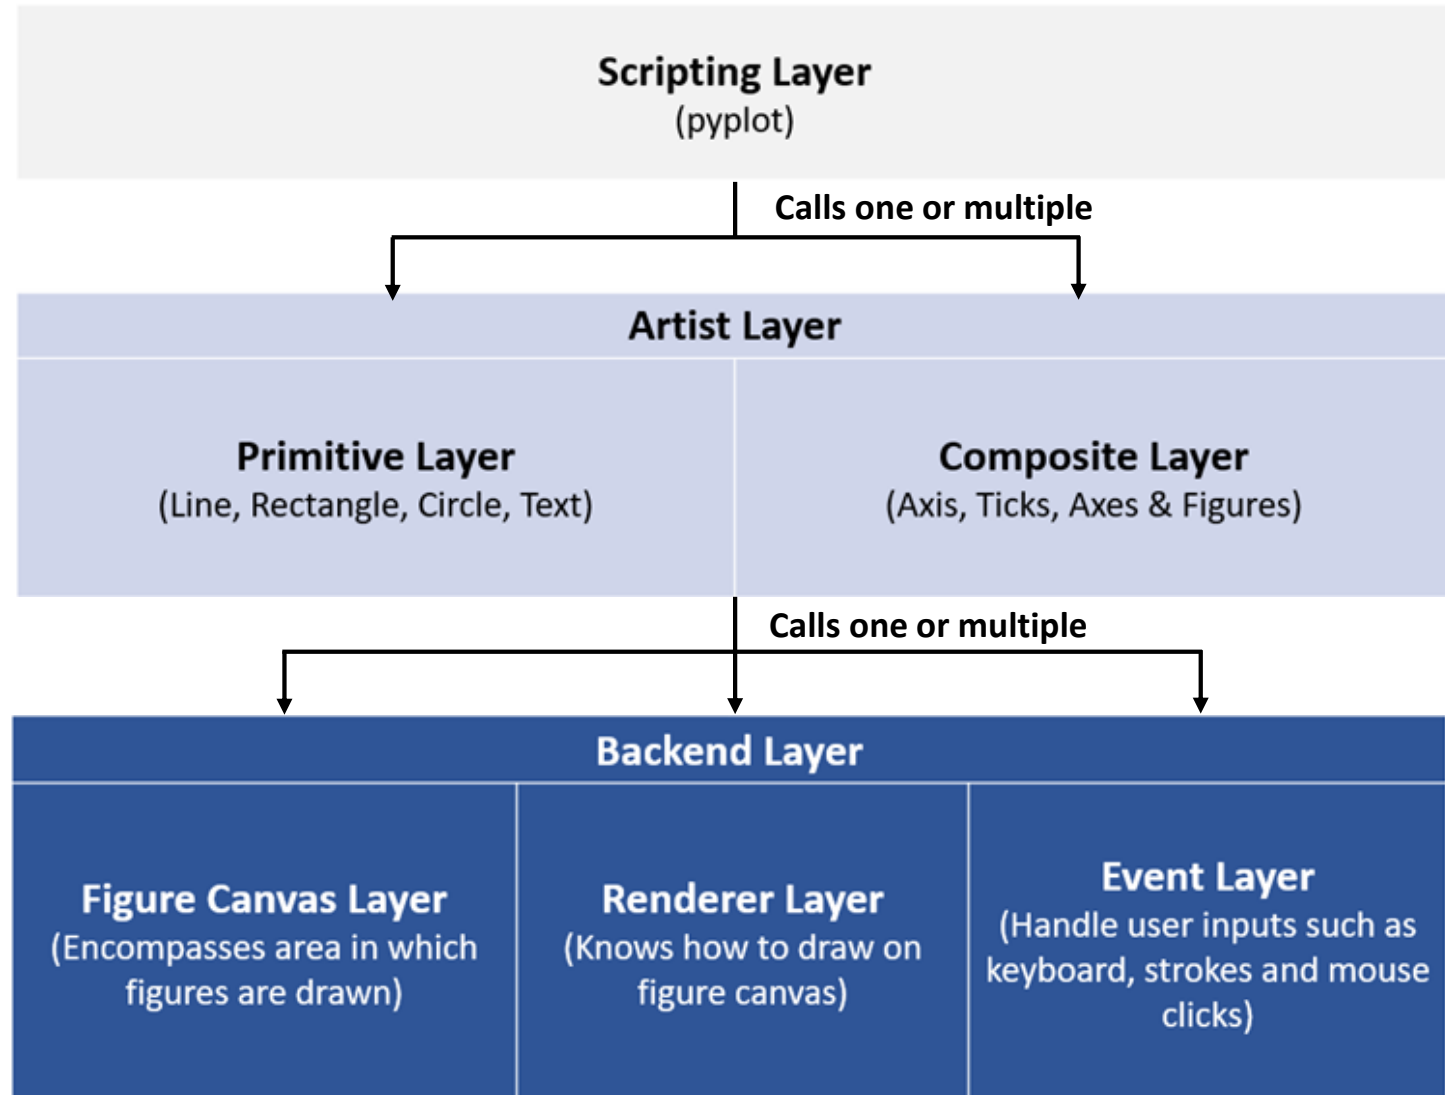 Scripting Layer
(pyplot)
Calls one or multiple
Artist Layer
Primitive Layer
(Line, Rectangle, Circle, Text)
Composite Layer
(Axis, Ticks, Axes & Figures)
Calls one or multiple
Backend Layer
Figure Canvas Layer
(Encompasses area in which
figures are drawn)
Renderer Layer
(Knows how to draw on
figure canvas)
Event Layer
(Handle user inputs such as
keyboard, strokes and mouse
clicks)